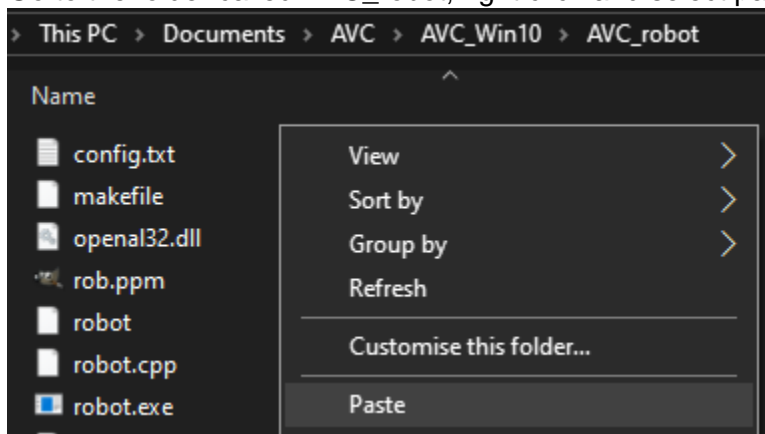 This PC > Documents > AVC > AVC_Win10 > AVC_robot
Name
config.txt
View
makefile
Sort by
openal32.dll
Group by
rob.ppm
Refresh
robot
Customise this folder...
robot.cpp
robot.exe
Paste